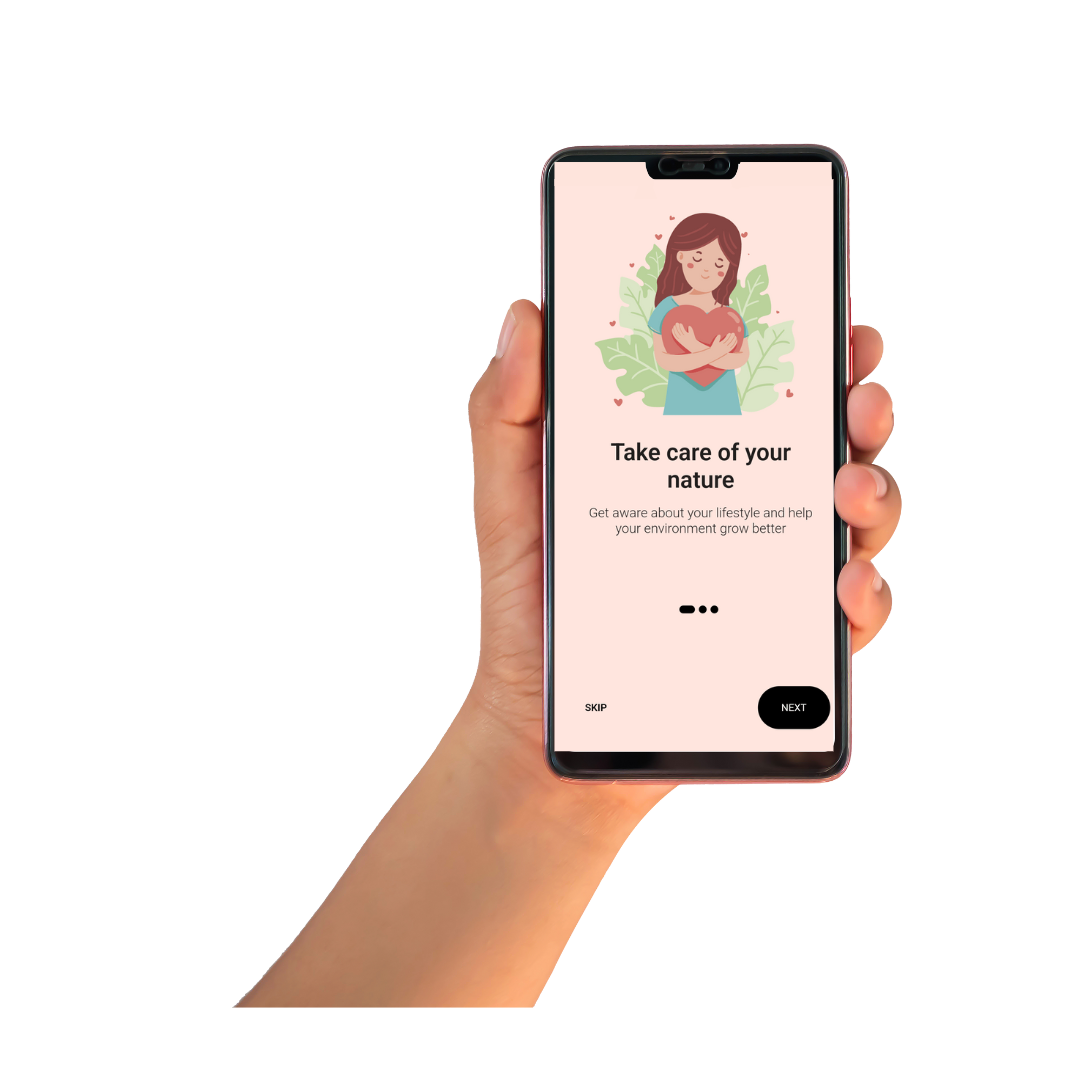 Take care of your
nature
Get aware about your lifestyle and help
your environment grow better
SKIP
NEXT